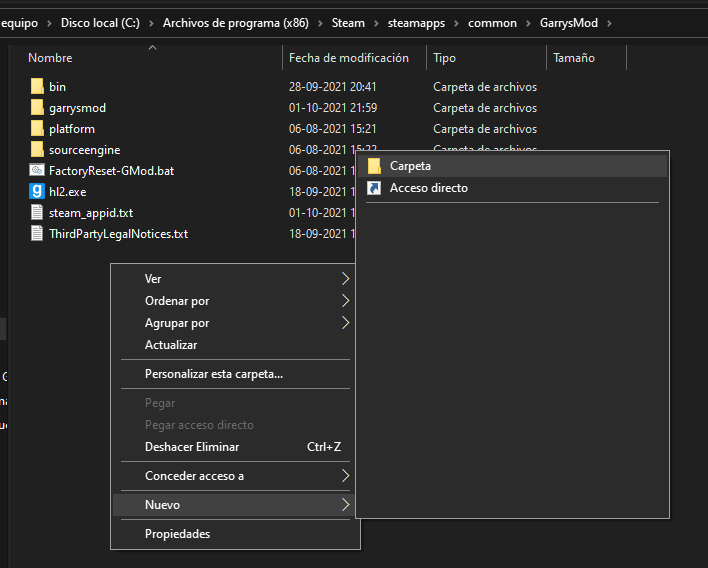 equipo > Disco local (C:) > Archivos de programa (x86) > Steam > steamapps > common > GarrysMod >
Nombre Fecha de modificación Tipo Tamaño
bin 28-09-2021 20:41 Carpeta de archivos
garrysmod 01-10-2021 21:59 Carpeta de archivos
platform 06-08-2021 15:21 Carpeta de archivos
sourceengine 06-08-2021 15:22 Carpeta de archivos
FactoryReset-GMod.bat 06-08-2021 1
hl2.exe 18-09-2021 1
steam_appid.txt 01-10-2021 1
ThirdPartyLegalNotices.txt 18-09-2021 1
Carpeta
Acceso directo
Ver
Ordenar por
Agrupar por
Actualizar
Personalizar esta carpeta...
Pegar
Pegar acceso directo
Deshacer Eliminar Ctrl+Z
Conceder acceso a
Nuevo
Propiedades